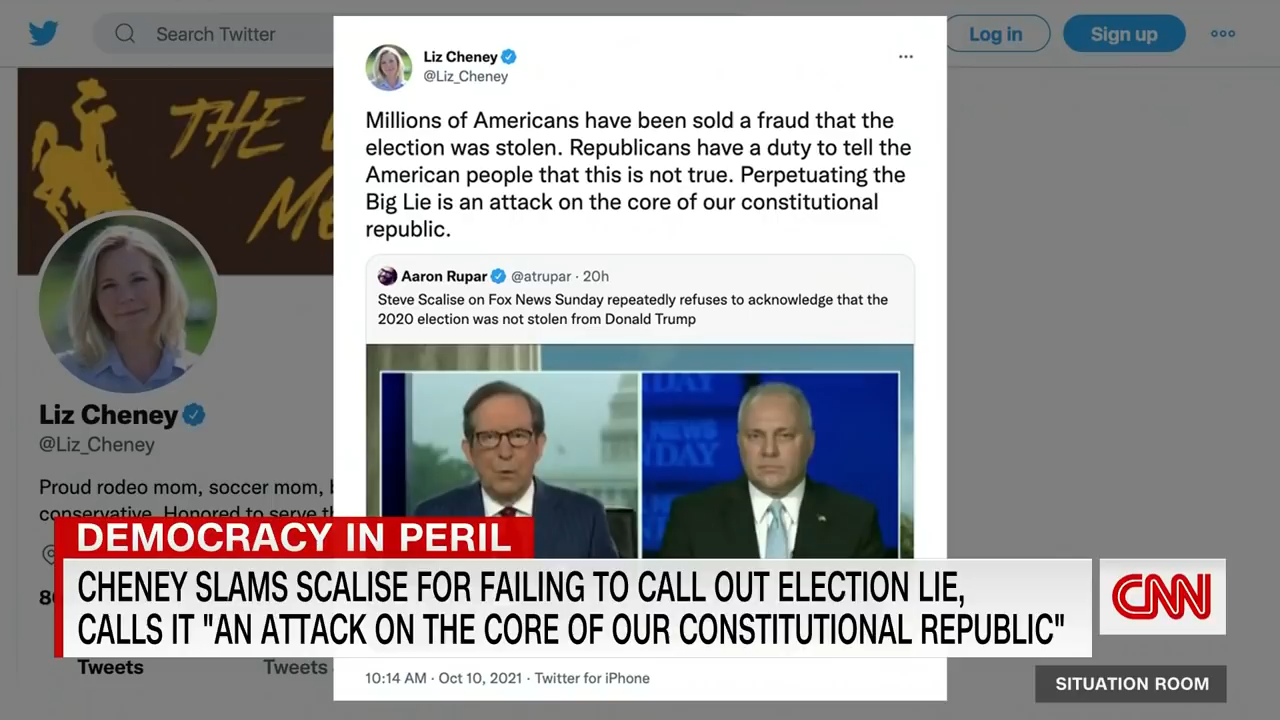 Search Twitter
Log in
Sign up
THE
Liz Cheney
@Liz_Cheney
Millions of Americans have been sold a fraud that the
election was stolen. Republicans have a duty to tell the
American people that this is not true. Perpetuating the
Big Lie is an attack on the core of our constitutional
republic.
Aaron Rupar @atrupar · 20h
Steve Scalise on Fox News Sunday repeatedly refuses to acknowledge that the
2020 election was not stolen from Donald Trump
NEWS
Liz Cheney
@Liz_Cheney
Proud rodeo mom, soccer mom,
conservative. Honored to serve
DEMOCRACY IN PERIL
CHENEY SLAMS SCALISE FOR FAILING TO CALL OUT ELECTION LIE,
CALLS IT "AN ATTACK ON THE CORE OF OUR CONSTITUTIONAL REPUBLIC"
CNN
Tweets
Tweets
10:14 AM · Oct 10, 2021 · Twitter for iPhone
SITUATION ROOM